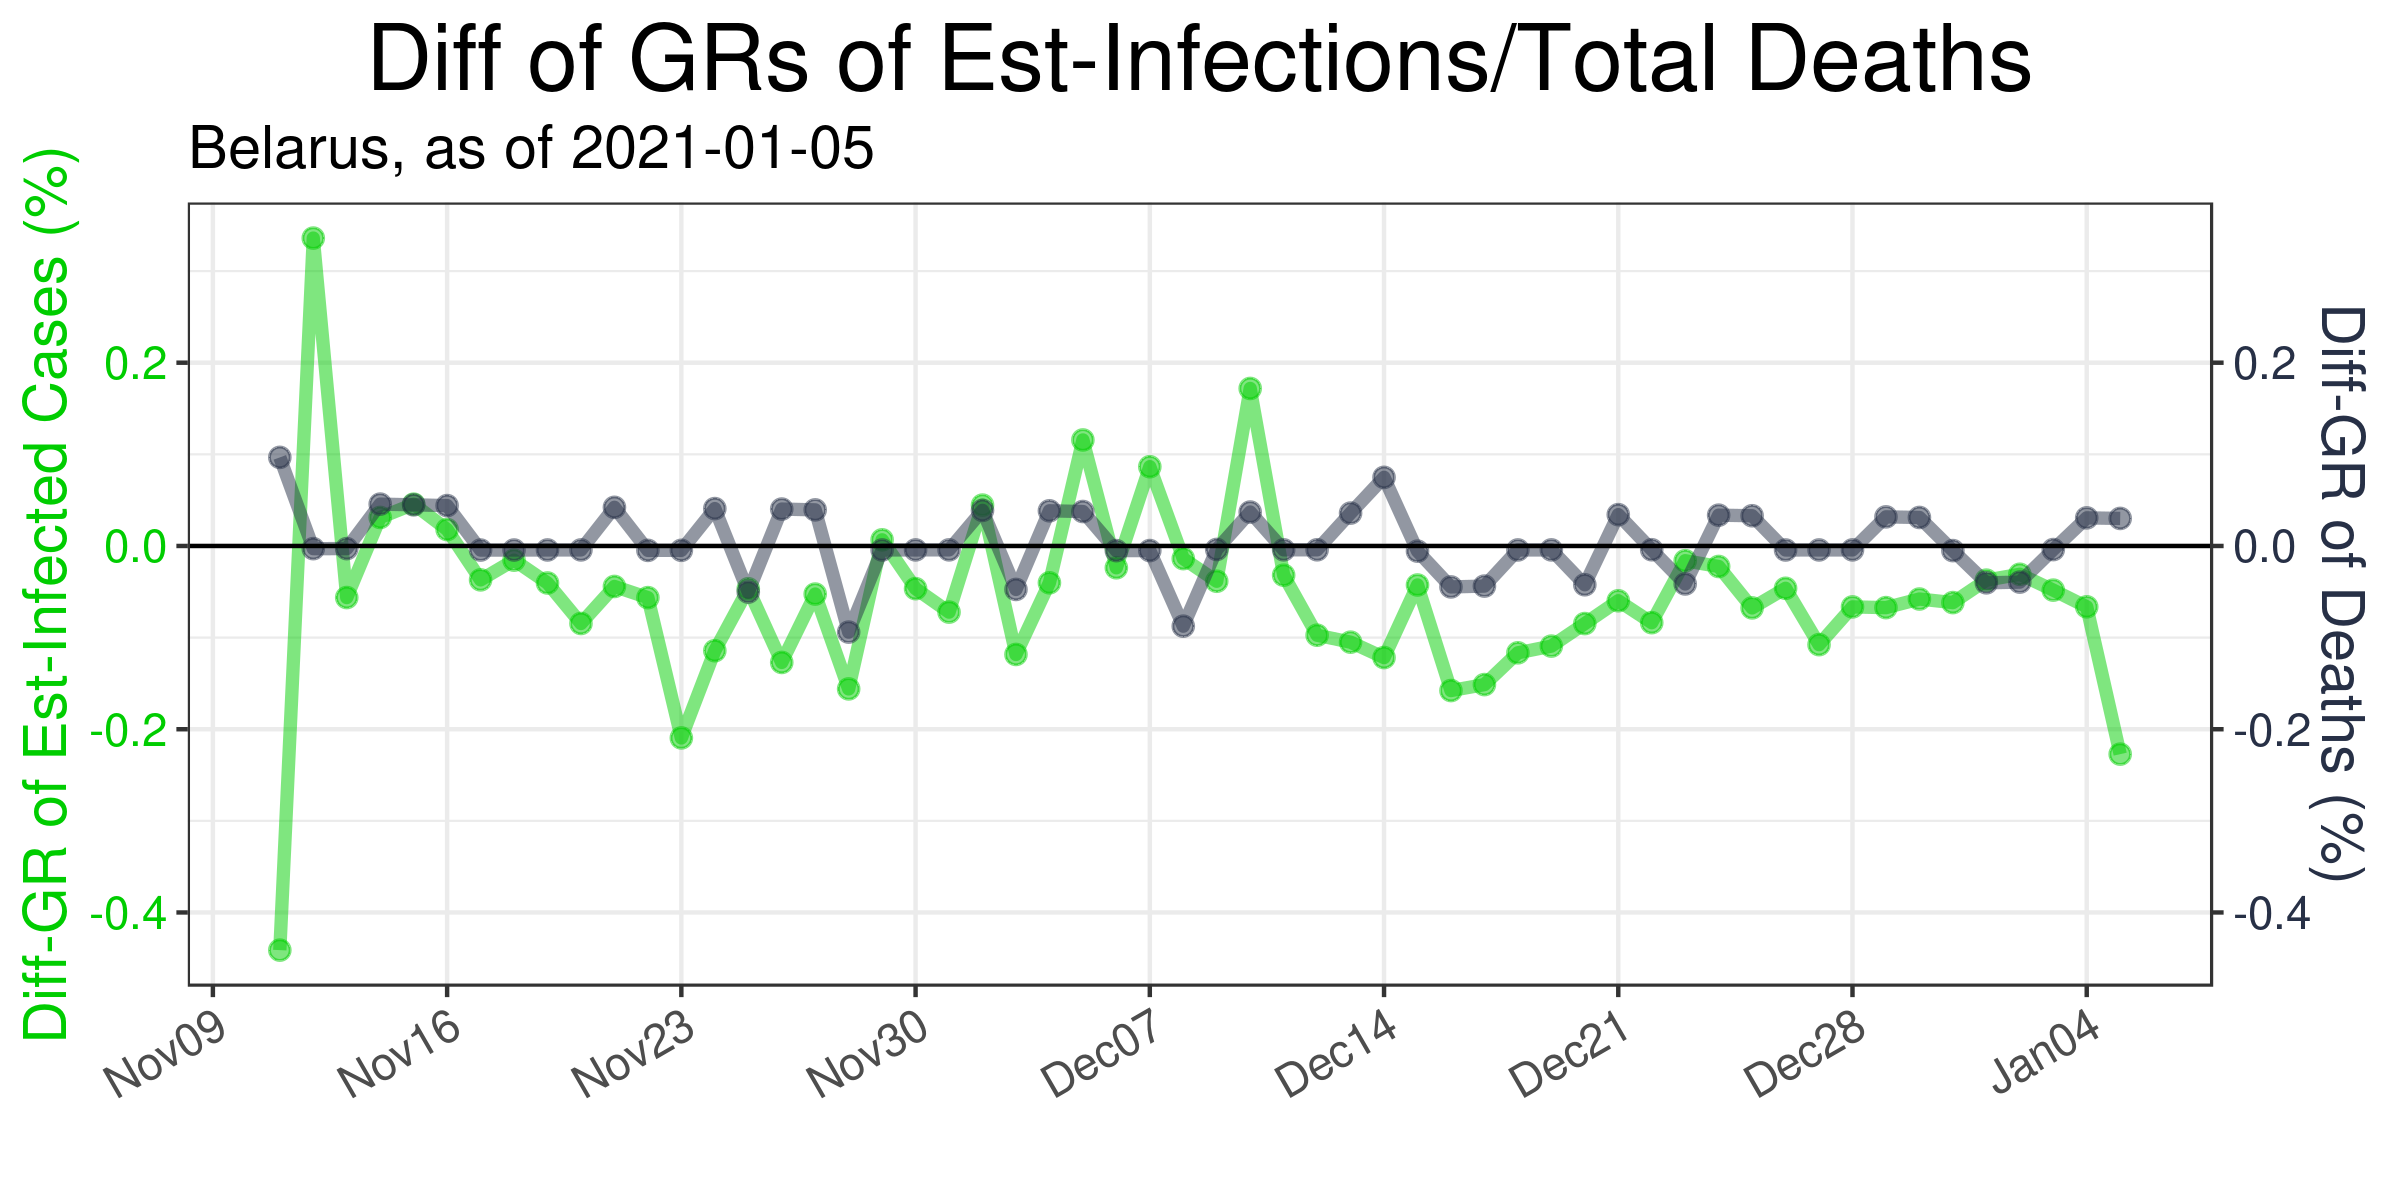 Diff of GRs of Est-Infections/Total Deaths
Belarus, as of 2021-01-05
Diff-GR of Est-Infected Cases (%)
0.2
0.0
-0.2
-0.4
0.2
0.0
-0.2
-0.4
Diff-GR of Deaths (%)
Nov09
Nov16
Nov23
Nov30
Dec07
Dec14
Dec21
Dec28
Jan04